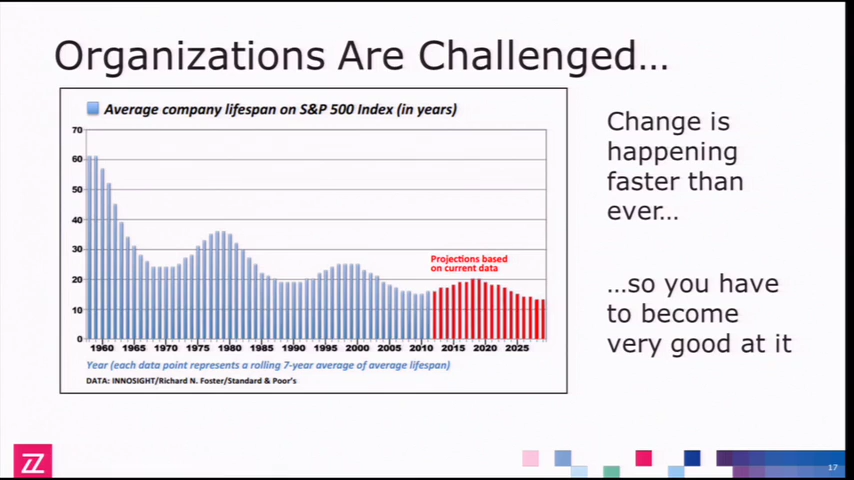 Organizations Are Challenged...
Average company lifespan on S&P 500 Index (in years)
70
60
50
40
30
20
10
0
Projections based
on current data
1960 1965 1970 1975 1980 1985 1990 1995 2000 2005 2010 2015 2020 2025
Year (each data point represents a rolling 7-year average of average lifespan)
DATA: INNOSIGHT/Richard N. Foster/Standard & Poor's
Change is
happening
faster than
ever...
...so you have
to become
very good at it
17